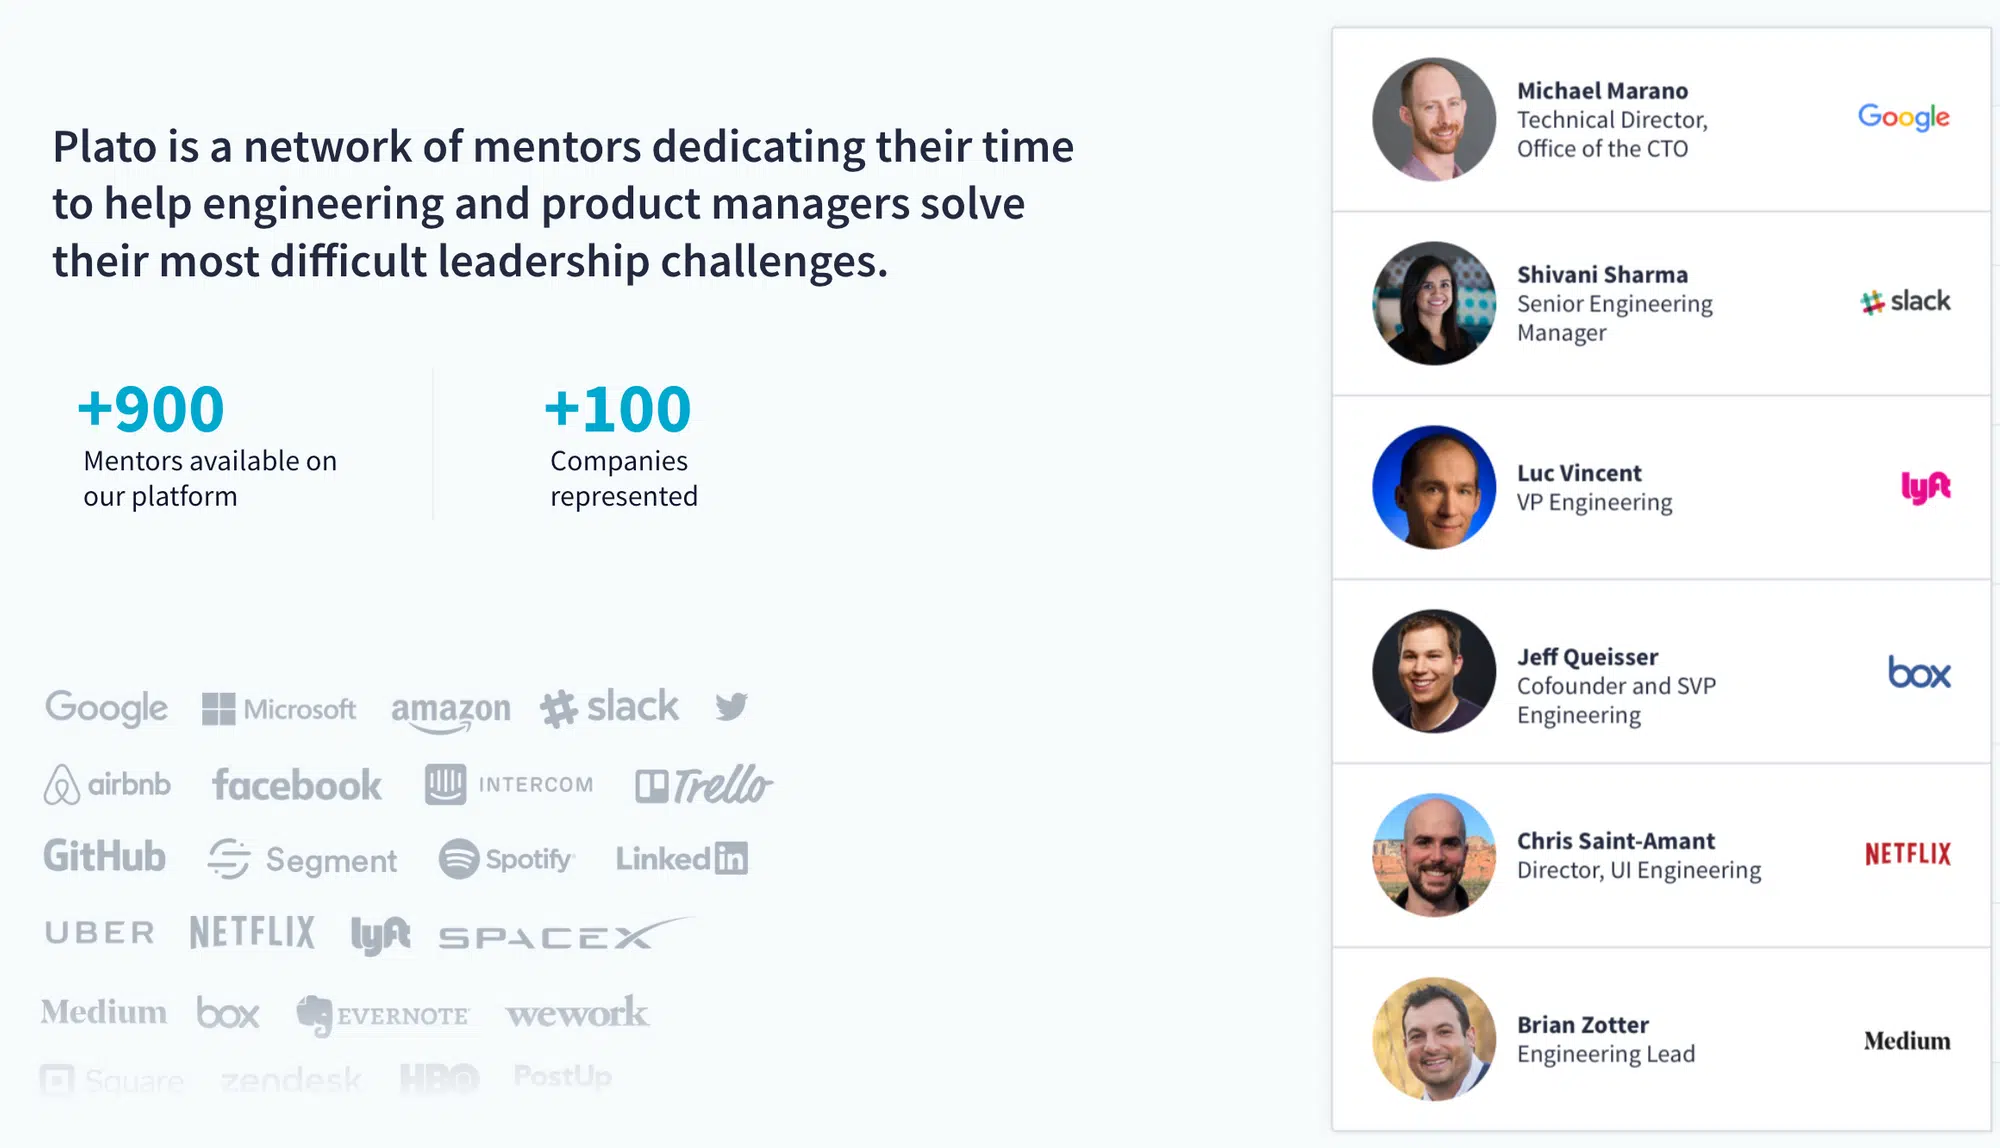 Plato is a network of mentors dedicating their time
to help engineering and product managers solve
their most difficult leadership challenges.
+900
Mentors available on
our platform
+100
Companies
represented
Google Microsoft amazon slack
airbnb facebook INTERCOM Trello
GitHub Segment Spotify LinkedIn
UBER NETFLIX lyft SPACEX
Medium box EVERNOTE wework
Square zendesk HBO PostUp
Michael Marano
Technical Director,
Office of the CTO
Google
Shivani Sharma
Senior Engineering
Manager
slack
Luc Vincent
VP Engineering
lyft
Jeff Queisser
Cofounder and SVP
Engineering
box
Chris Saint-Amant
Director, UI Engineering
NETFLIX
Brian Zotter
Engineering Lead
Medium